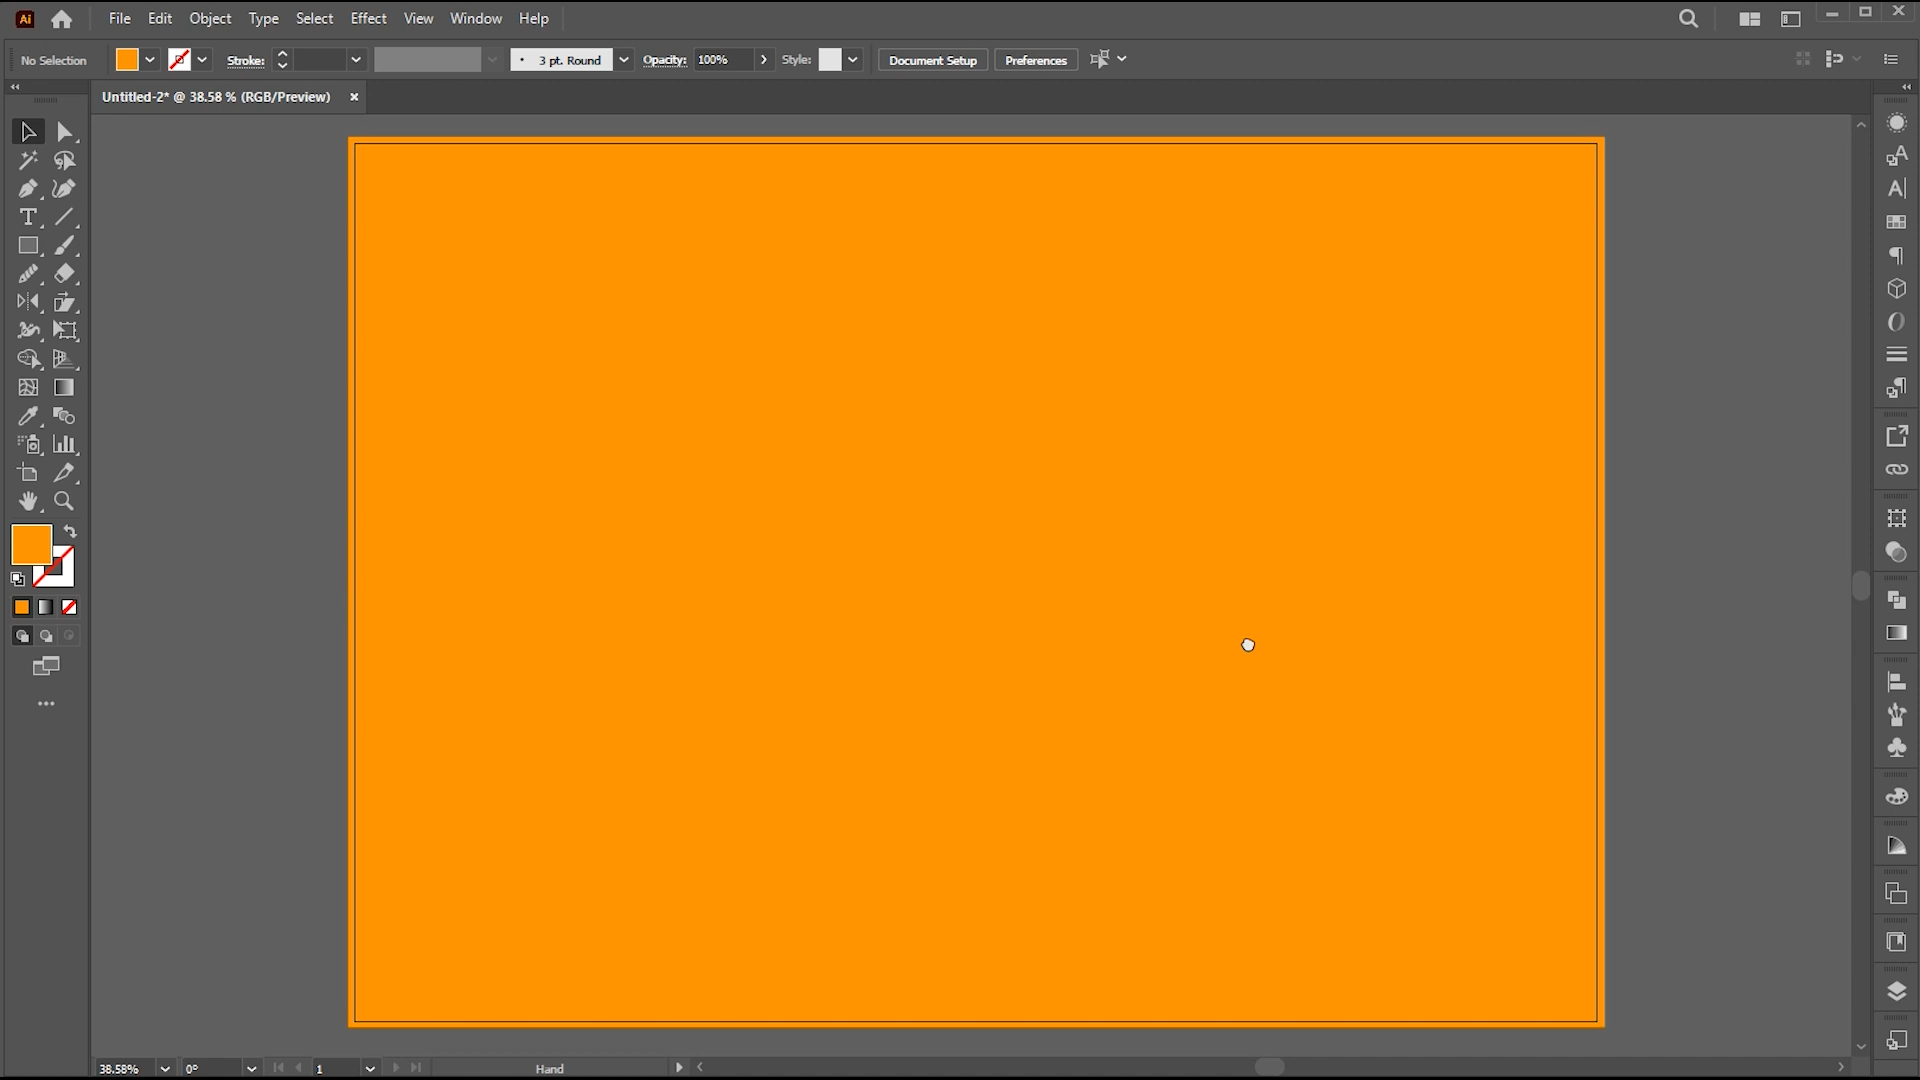 Ai File Edit Object Type Select Effect View Window Help
No Selection Stroke: 3 pt. Round Opacity: 100% Style: Document Setup Preferences
Untitled-2* @ 38.58 % (RGB/Preview)
38.58% 0° 1 Hand